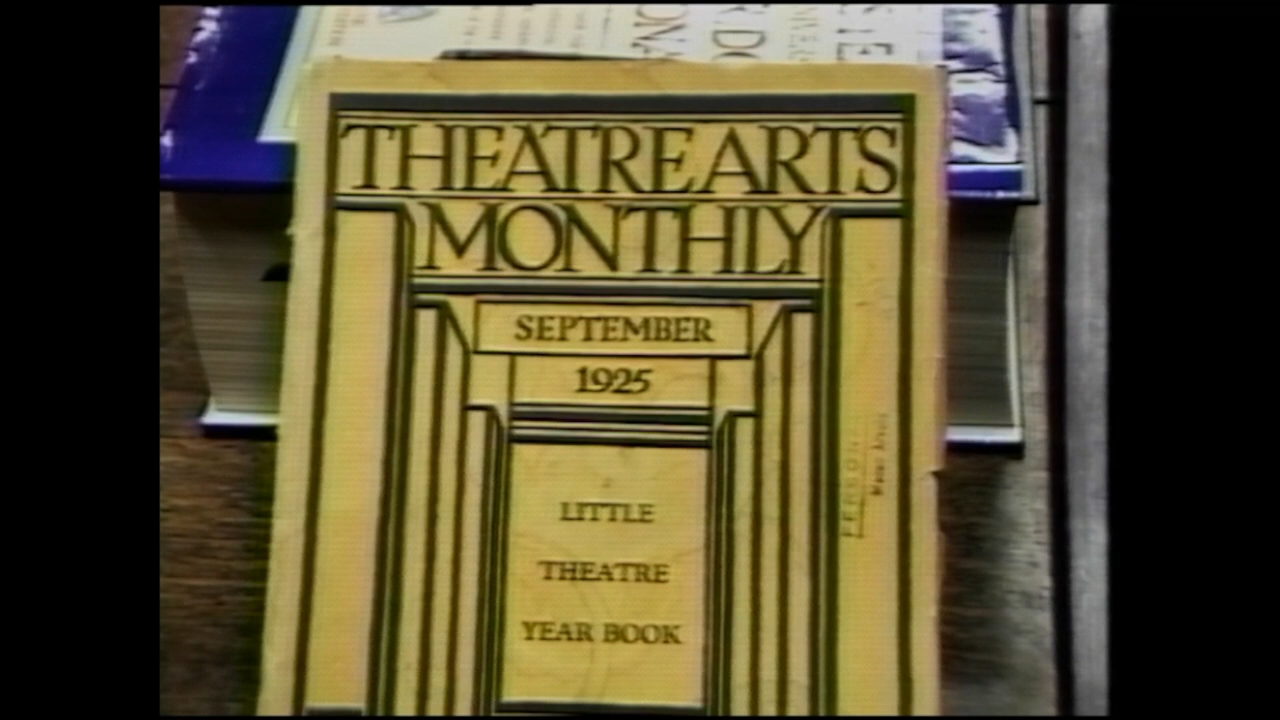 THEATRE ARTS
MONTHLY
SEPTEMBER
1925
LITTLE
THEATRE
YEAR BOOK